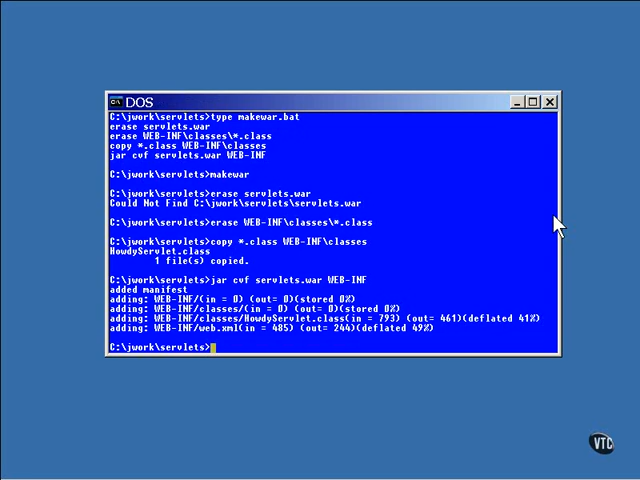 DOS
C:\jwork\servlets>type makewar.bat
erase servlets.war
erase WEB-INF\classes\*.class
copy *.class WEB-INF\classes
jar cvf servlets.war WEB-INF
C:\jwork\servlets>makewar
C:\jwork\servlets>erase servlets.war
Could Not Find C:\jwork\servlets\servlets.war
C:\jwork\servlets>erase WEB-INF\classes\*.class
C:\jwork\servlets>copy *.class WEB-INF\classes
HowdyServlet.class
1 file(s) copied.
C:\jwork\servlets>jar cvf servlets.war WEB-INF
added manifest
adding: WEB-INF/(in = 0) (out= 0)(stored 0%)
adding: WEB-INF/classes/(in = 0) (out= 0)(stored 0%)
adding: WEB-INF/classes/HowdyServlet.class(in = 793) (out= 461)(deflated 41%)
adding: WEB-INF/web.xml(in = 485) (out= 244)(deflated 49%)
C:\jwork\servlets>
VTC